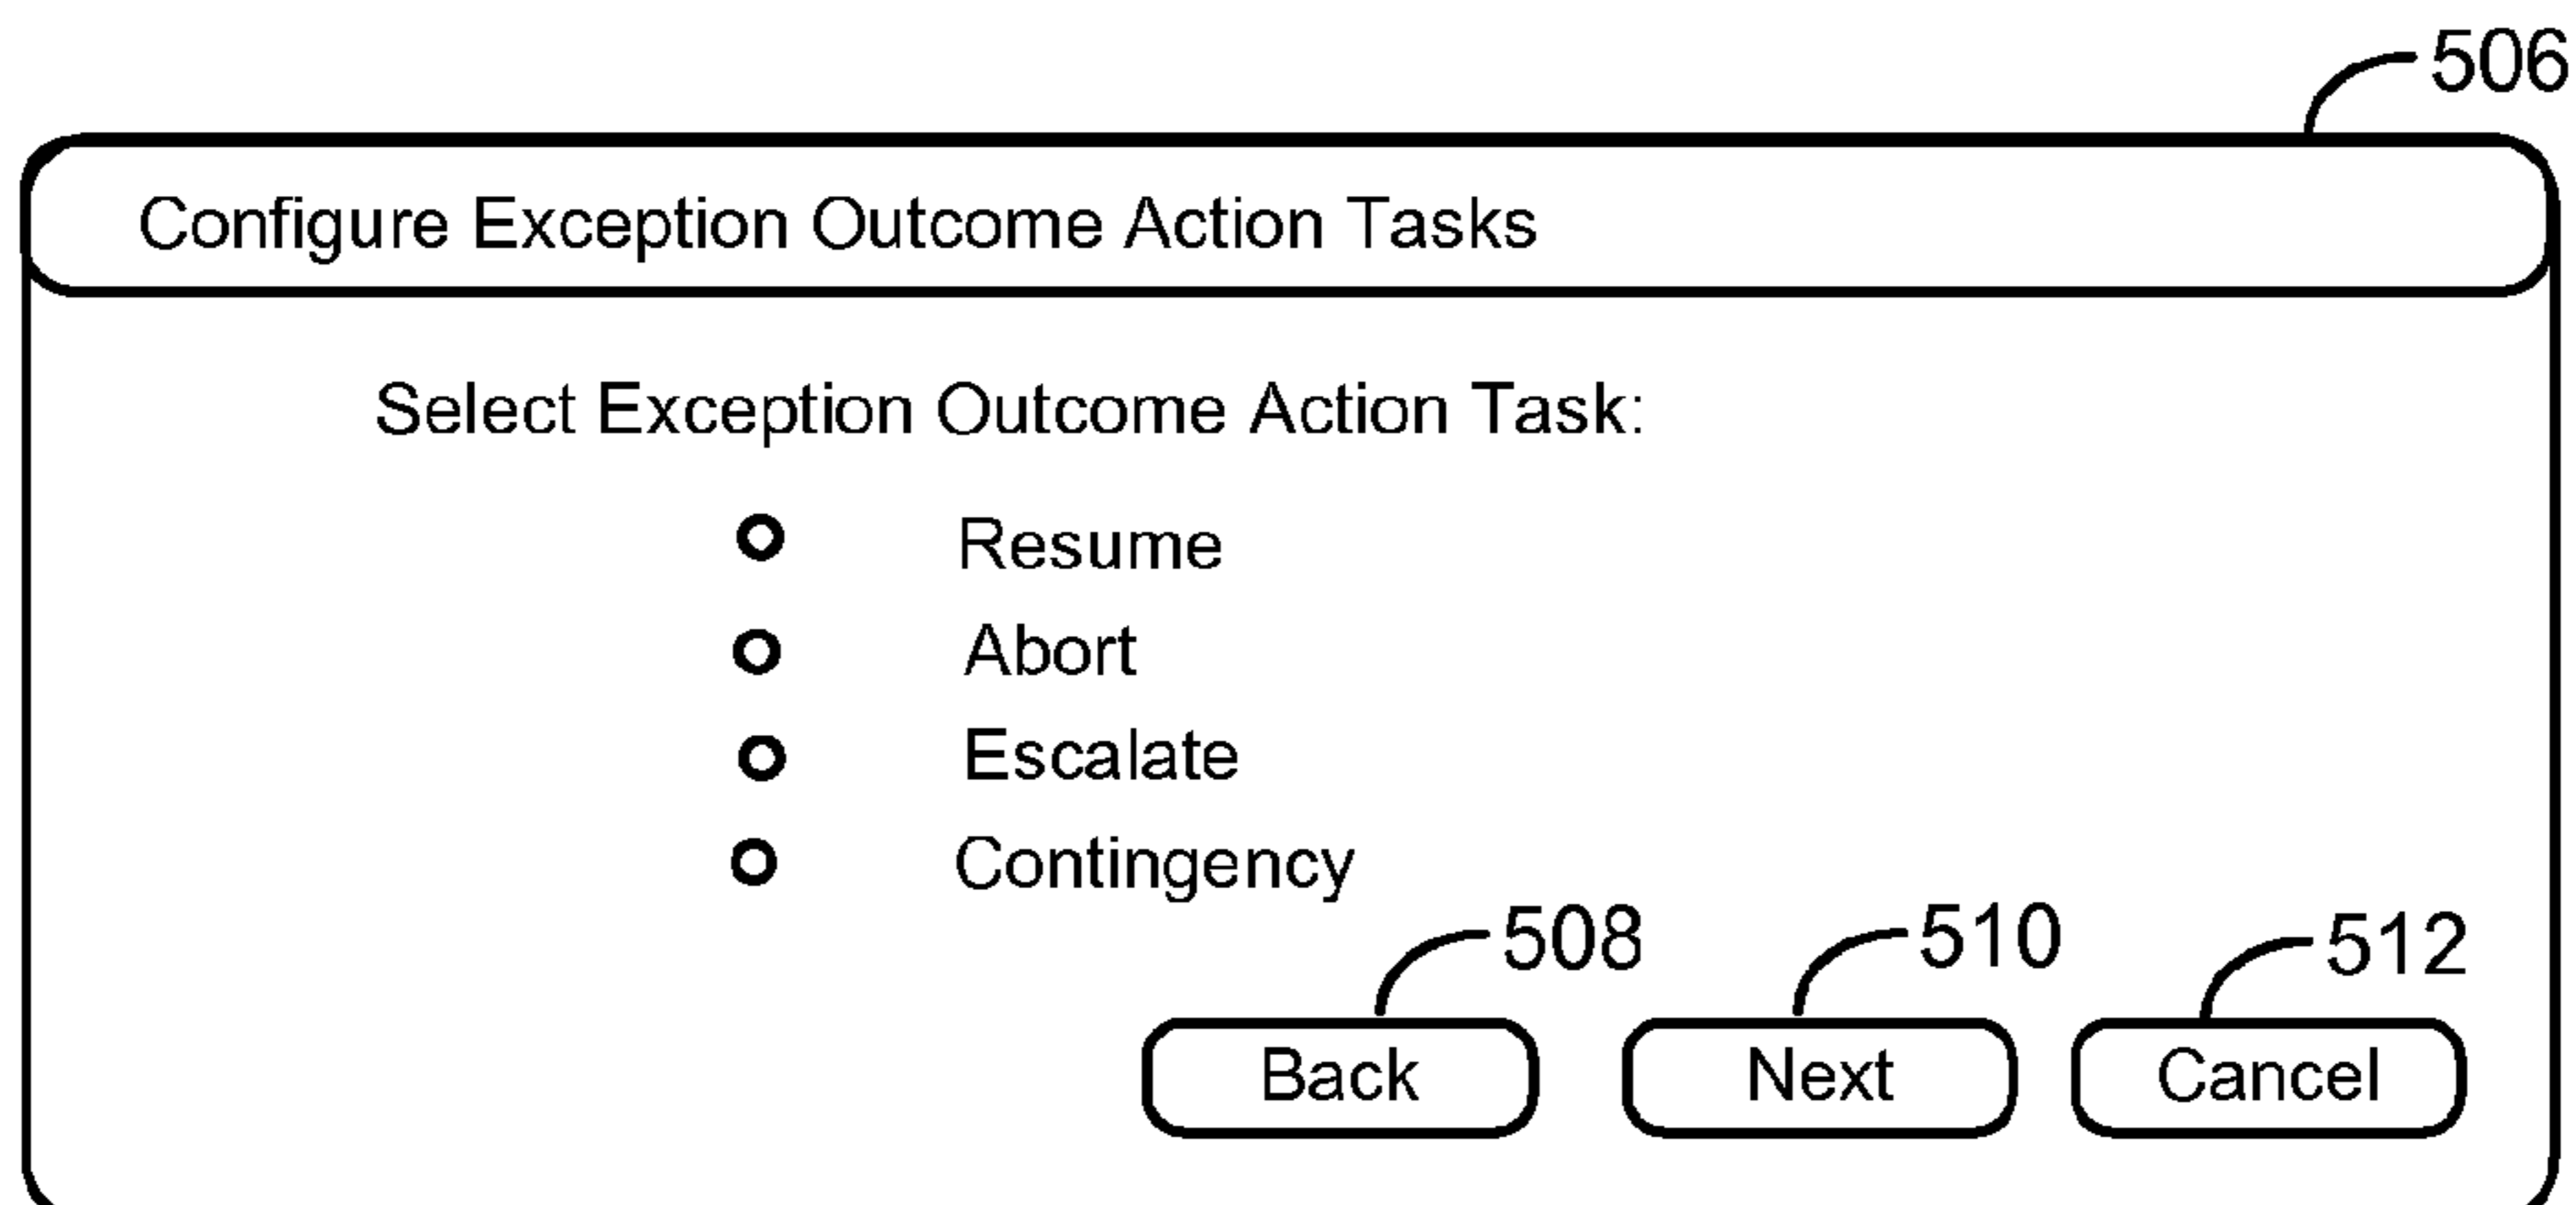 506
Configure Exception Outcome Action Tasks
Select Exception Outcome Action Task:
Resume
Abort
Escalate
Contingency
508 510 512
Back Next Cancel